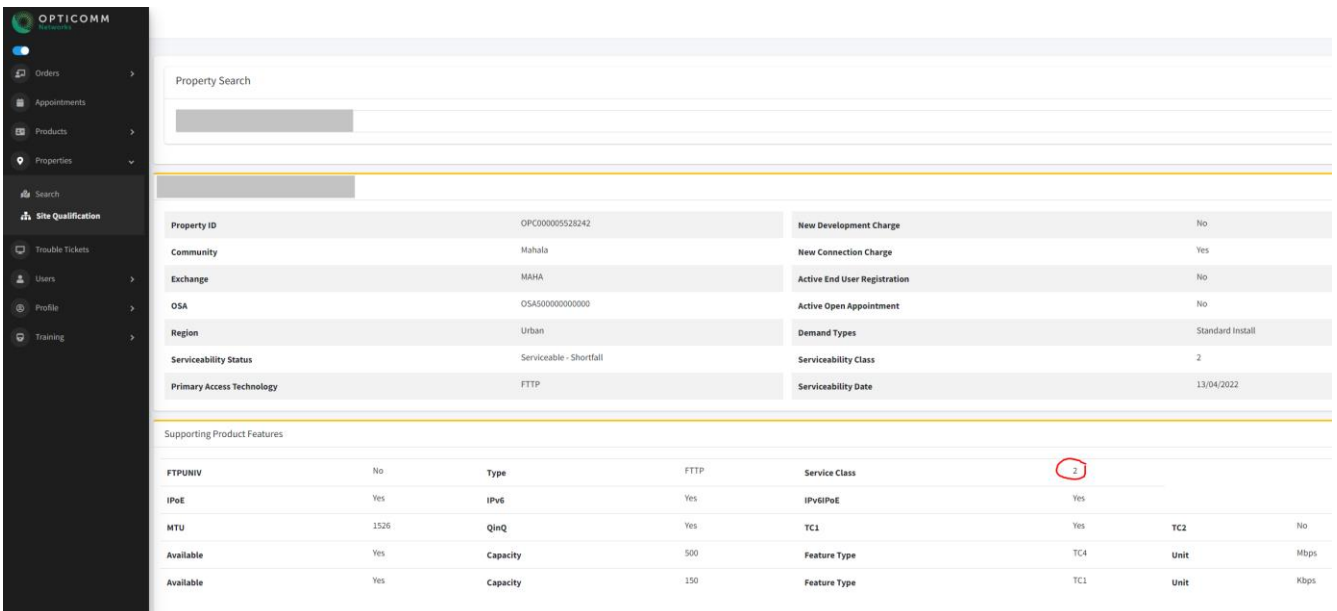 OPTICOMM
Networks
Orders
Appointments
Products
Properties
Search
Site Qualification
Trouble Tickets
Users
Profile
Training
Property Search
Property ID OPC000005528242 New Development Charge No
Community Mahala New Connection Charge Yes
Exchange MAHA Active End User Registration No
OSA OSA500000000000 Active Open Appointment No
Region Urban Demand Types Standard Install
Serviceability Status Serviceable - Shortfall Serviceability Class 2
Primary Access Technology FTTP Serviceability Date 13/04/2022
Supporting Product Features
FTPUNIV No Type FTTP Service Class 2
IPoE Yes IPv6 Yes IPv6IPoE Yes
MTU 1526 QinQ Yes TC1 Yes TC2 No
Available Yes Capacity 500 Feature Type TC4 Unit Mbps
Available Yes Capacity 150 Feature Type TC1 Unit Kbps